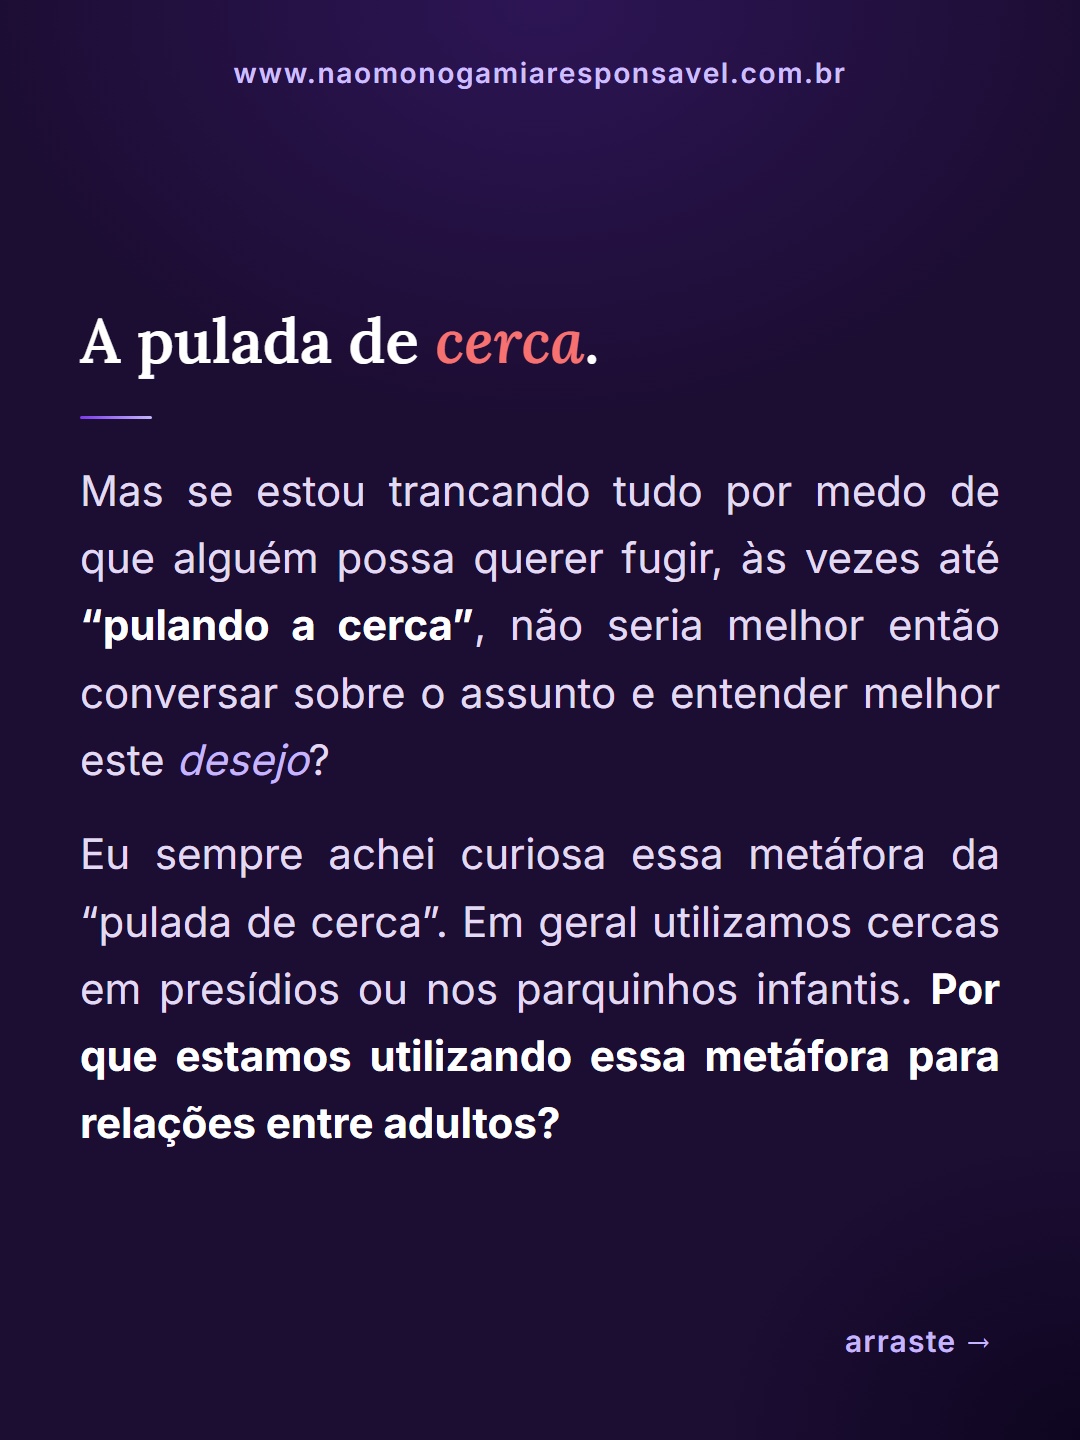 www.naomonogamiaresponsavel.com.br
A pulada de cerca.
Mas se estou trancando tudo por medo de
que alguém possa querer fugir, às vezes até
“pulando a cerca”, não seria melhor então
conversar sobre o assunto e entender melhor
este desejo?
Eu sempre achei curiosa essa metáfora da
“pulada de cerca”. Em geral utilizamos cercas
em presídios ou nos parquinhos infantis. Por
que estamos utilizando essa metáfora para
relações entre adultos?
arraste →